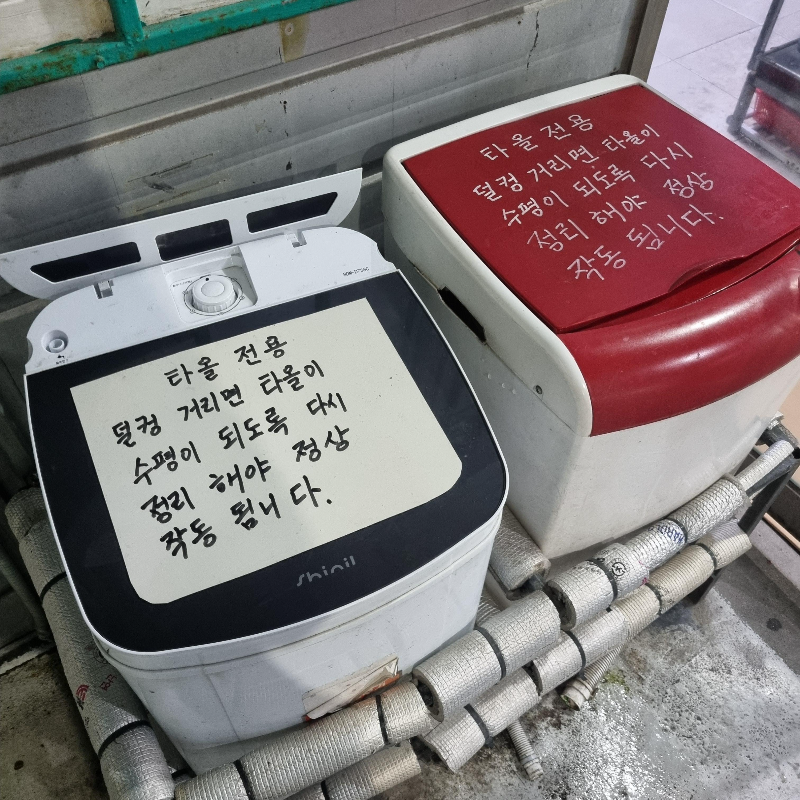 타올 전용
덜컹 거리면 타올이
수평이 되도록 다시
정리 해야 정상
작동 됩니다.
Shinil
타올 전용
덜컹 거리면, 타올이
수평이 되도록 다시
정리 해야 정상
작동 됩니다.